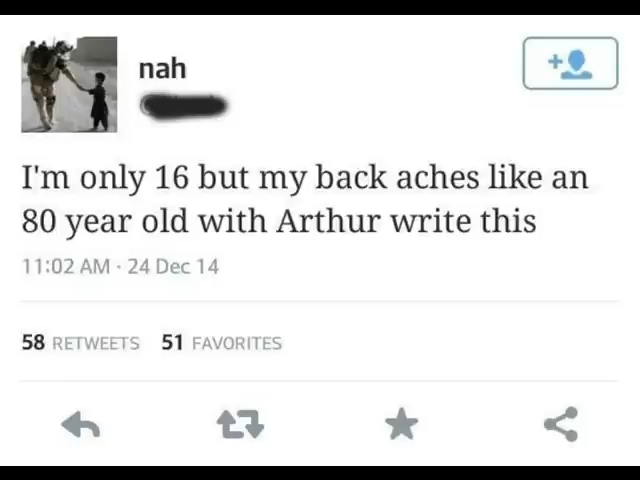 nah
I'm only 16 but my back aches like an
80 year old with Arthur write this
11:02 AM · 24 Dec 14
58 RETWEETS 51 FAVORITES